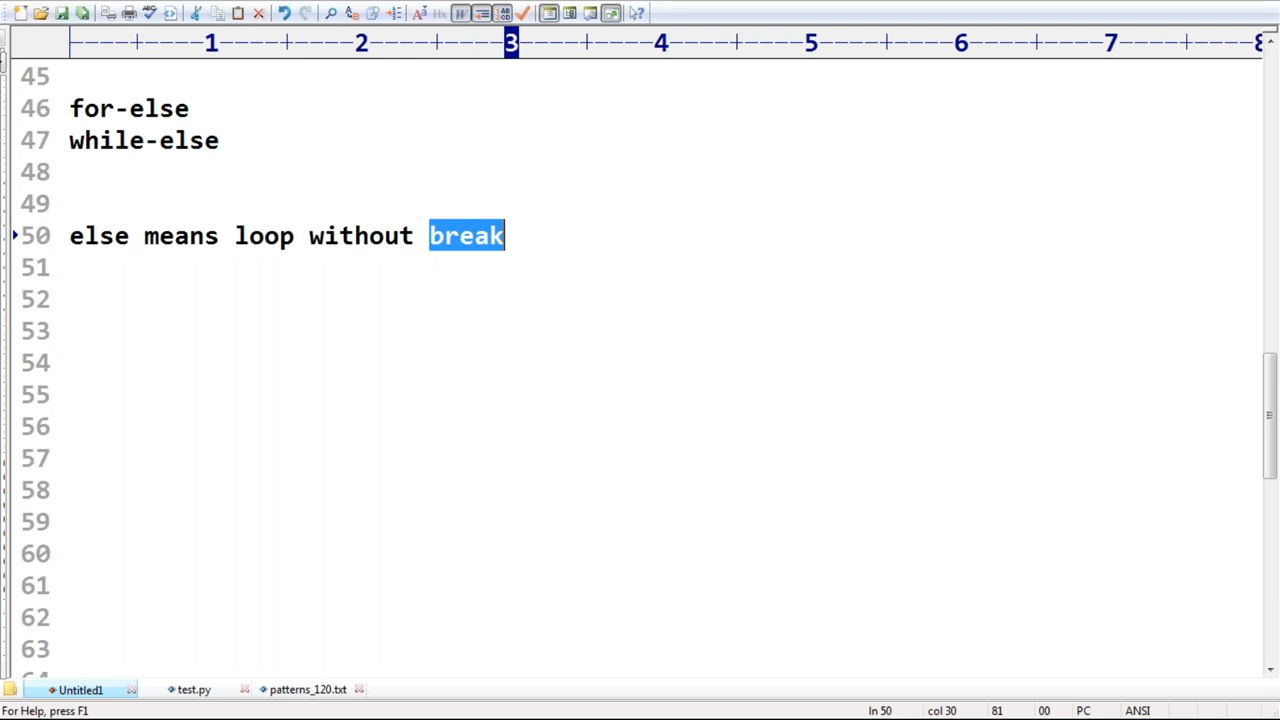 1 2 3 4 5 6 7 8
45
46 for-else
47 while-else
48
49
50 else means loop without break
51
52
53
54
55
56
57
58
59
60
61
62
63
64
Untitled1 test.py patterns_120.txt
For Help, press F1 ln 50 col 30 81 00 PC ANSI